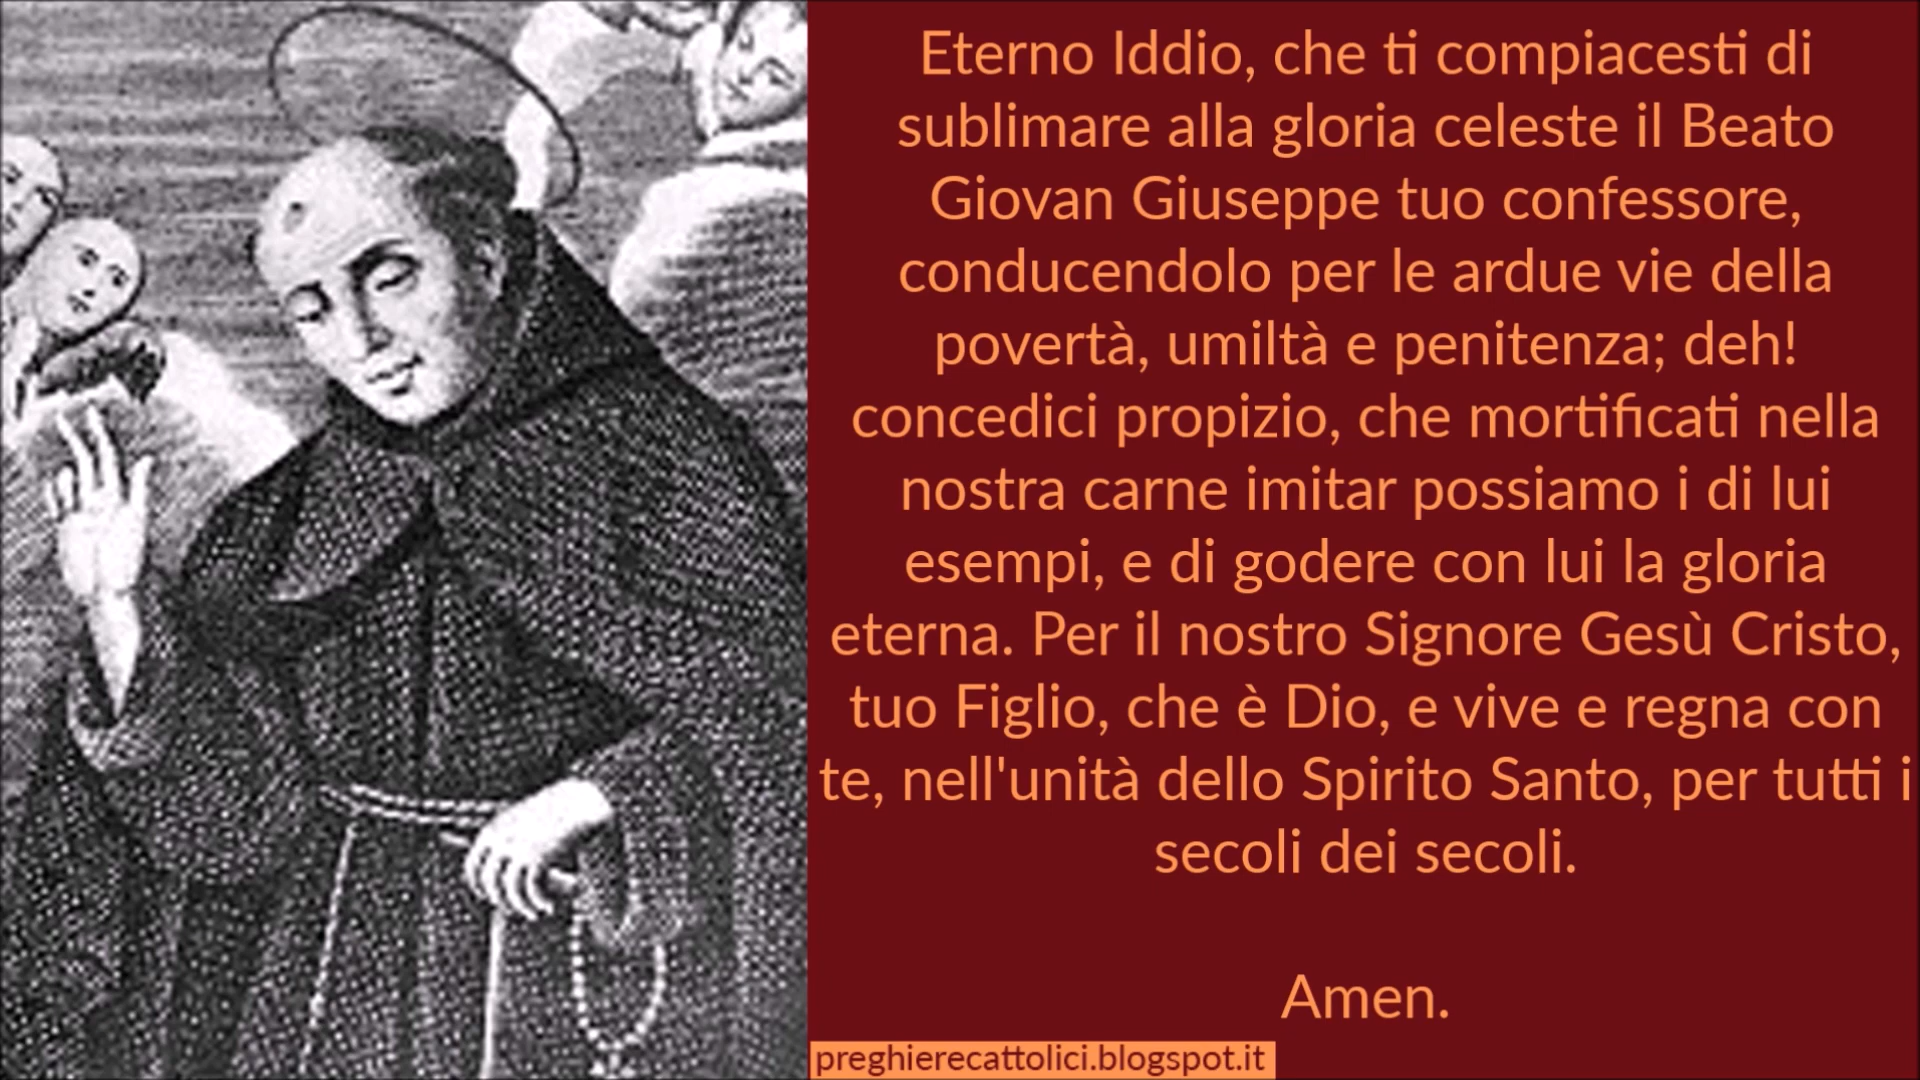 Eterno Iddio, che ti compiacesti di
sublimare alla gloria celeste il Beato
Giovan Giuseppe tuo confessore,
conducendolo per le ardue vie della
povertà, umiltà e penitenza; deh!
concedici propizio, che mortificati nella
nostra carne imitar possiamo i di lui
esempi, e di godere con lui la gloria
eterna. Per il nostro Signore Gesù Cristo,
tuo Figlio, che è Dio, e vive e regna con
te, nell'unità dello Spirito Santo, per tutti i
secoli dei secoli.
Amen.
preghierecattolici.blogspot.it